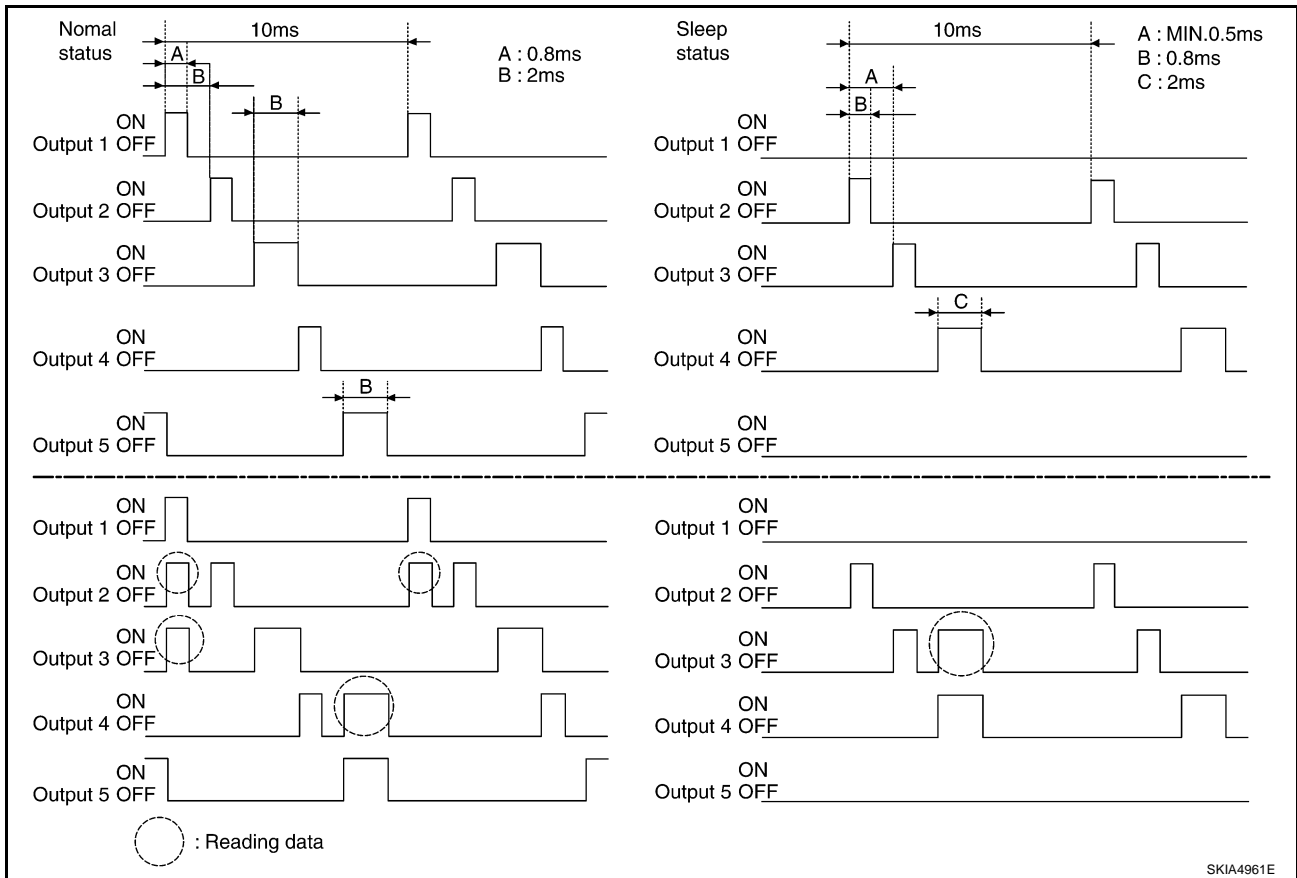 Nomal
status
10ms
A
B
B
A : 0.8ms
B : 2ms
ON
Output 1 OFF
ON
Output 2 OFF
ON
Output 3 OFF
ON
Output 4 OFF
B
ON
Output 5 OFF
Sleep
status
10ms
A
B
A : MIN.0.5ms
B : 0.8ms
C : 2ms
ON
Output 1 OFF
ON
Output 2 OFF
ON
Output 3 OFF
C
ON
Output 4 OFF
ON
Output 5 OFF
ON
Output 1 OFF
ON
Output 2 OFF
ON
Output 3 OFF
ON
Output 4 OFF
ON
Output 5 OFF
: Reading data
ON
Output 1 OFF
ON
Output 2 OFF
ON
Output 3 OFF
ON
Output 4 OFF
ON
Output 5 OFF
SKIA4961E